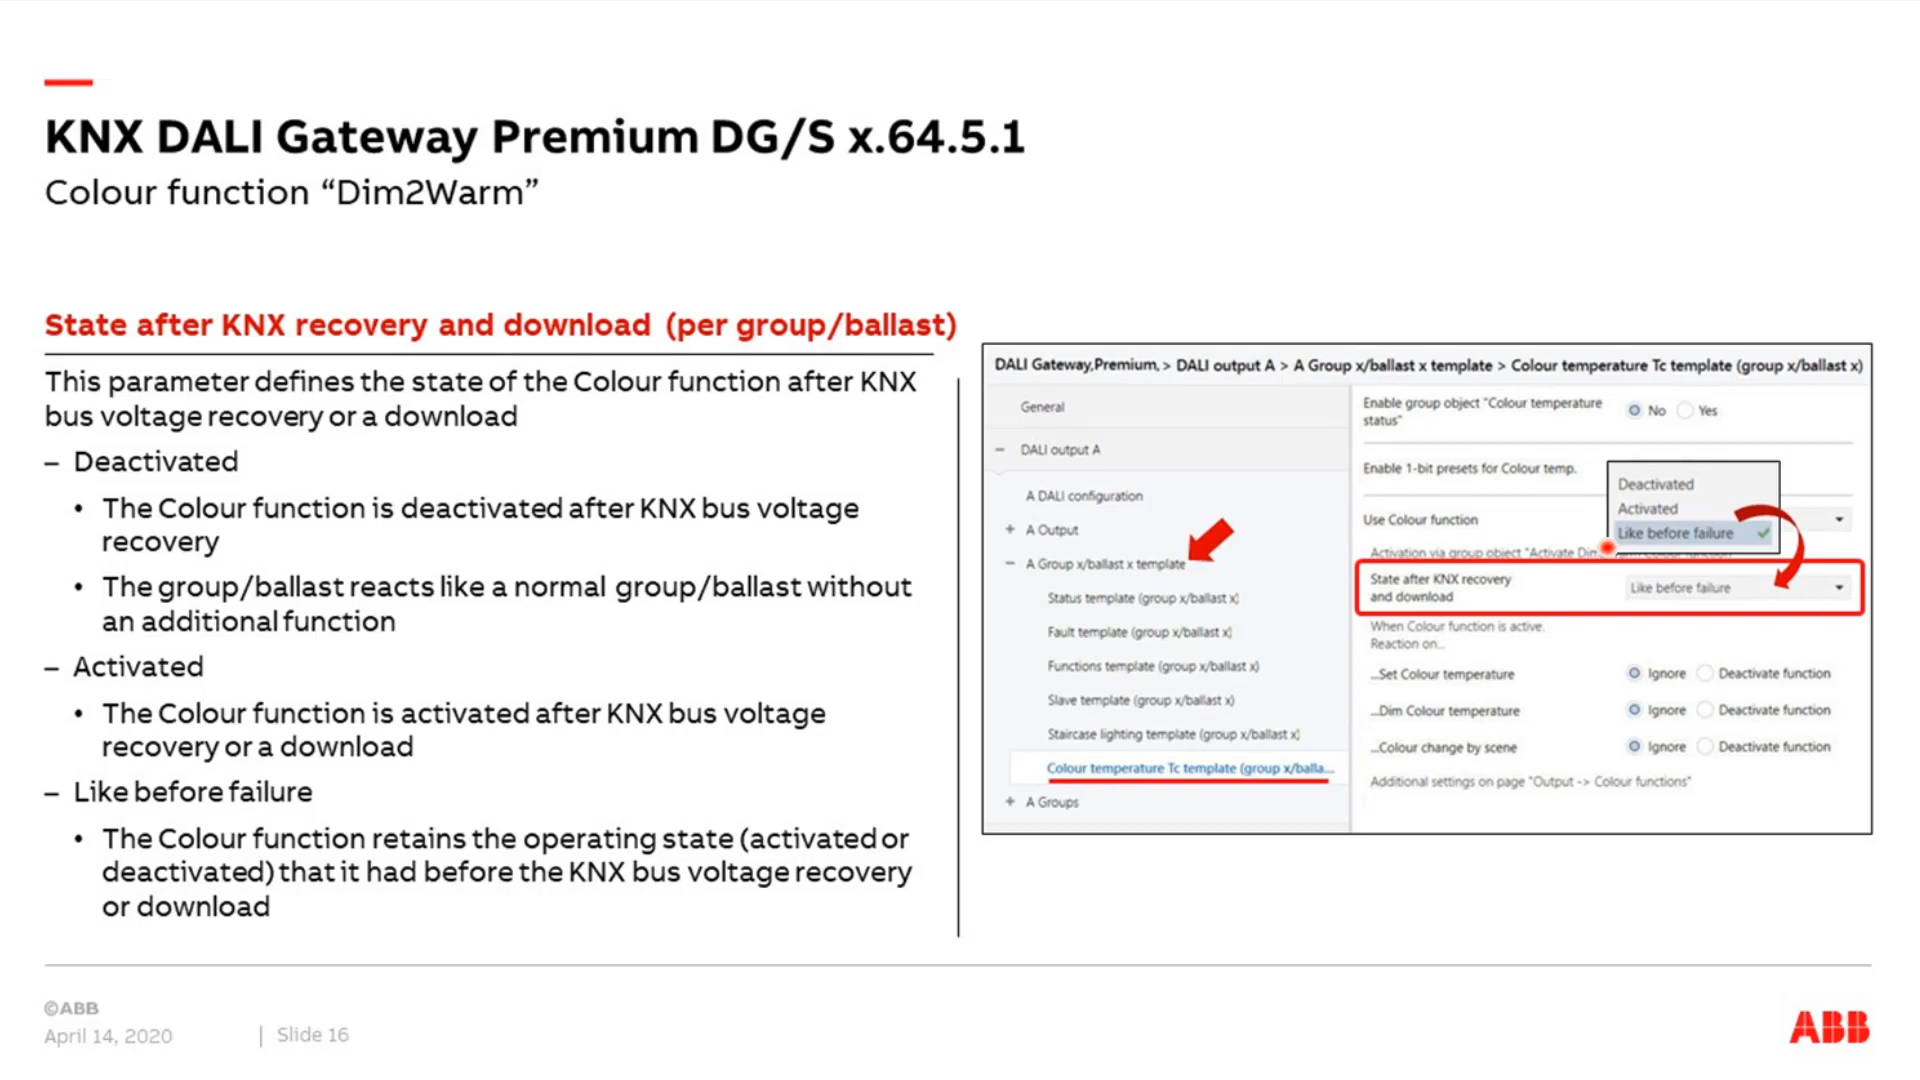 KNX DALI Gateway Premium DG/S x.64.5.1
Colour function “Dim2Warm”
State after KNX recovery and download (per group/ballast)
This parameter defines the state of the Colour function after KNX
bus voltage recovery or a download
– Deactivated
• The Colour function is deactivated after KNX bus voltage
recovery
• The group/ballast reacts like a normal group/ballast without
an additional function
– Activated
• The Colour function is activated after KNX bus voltage
recovery or a download
– Like before failure
• The Colour function retains the operating state (activated or
deactivated) that it had before the KNX bus voltage recovery
or download
DALI Gateway,Premium, > DALI output A > A Group x/ballast x template > Colour temperature Tc template (group x/ballast x)
General
– DALI output A
A DALI configuration
+ A Output
– A Group x/ballast x template
Status template (group x/ballast x)
Fault template (group x/ballast x)
Functions template (group x/ballast x)
Slave template (group x/ballast x)
Staircase lighting template (group x/ballast x)
Colour temperature Tc template (group x/balla...
+ A Groups
Enable group object "Colour temperature
status"
No Yes
Enable 1-bit presets for Colour temp.
Deactivated
Activated
Like before failure
Use Colour function
Activation via group object "Activate
State after KNX recovery
and download
Like before failure
When Colour function is active.
Reaction on...
...Set Colour temperature Ignore Deactivate function
...Dim Colour temperature Ignore Deactivate function
...Colour change by scene Ignore Deactivate function
Additional settings on page "Output -> Colour functions"
©ABB
April 14, 2020 | Slide 16
ABB